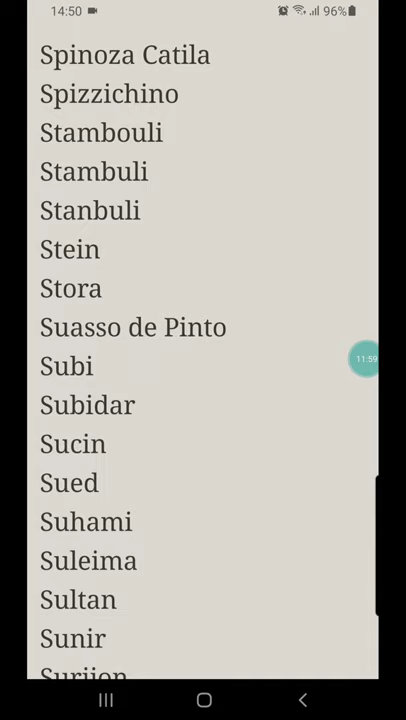 14:50
96%
Spinoza Catila
Spizzichino
Stambouli
Stambuli
Stanbuli
Stein
Stora
Suasso de Pinto
Subi
11:59
Subidar
Sucin
Sued
Suhami
Suleima
Sultan
Sunir